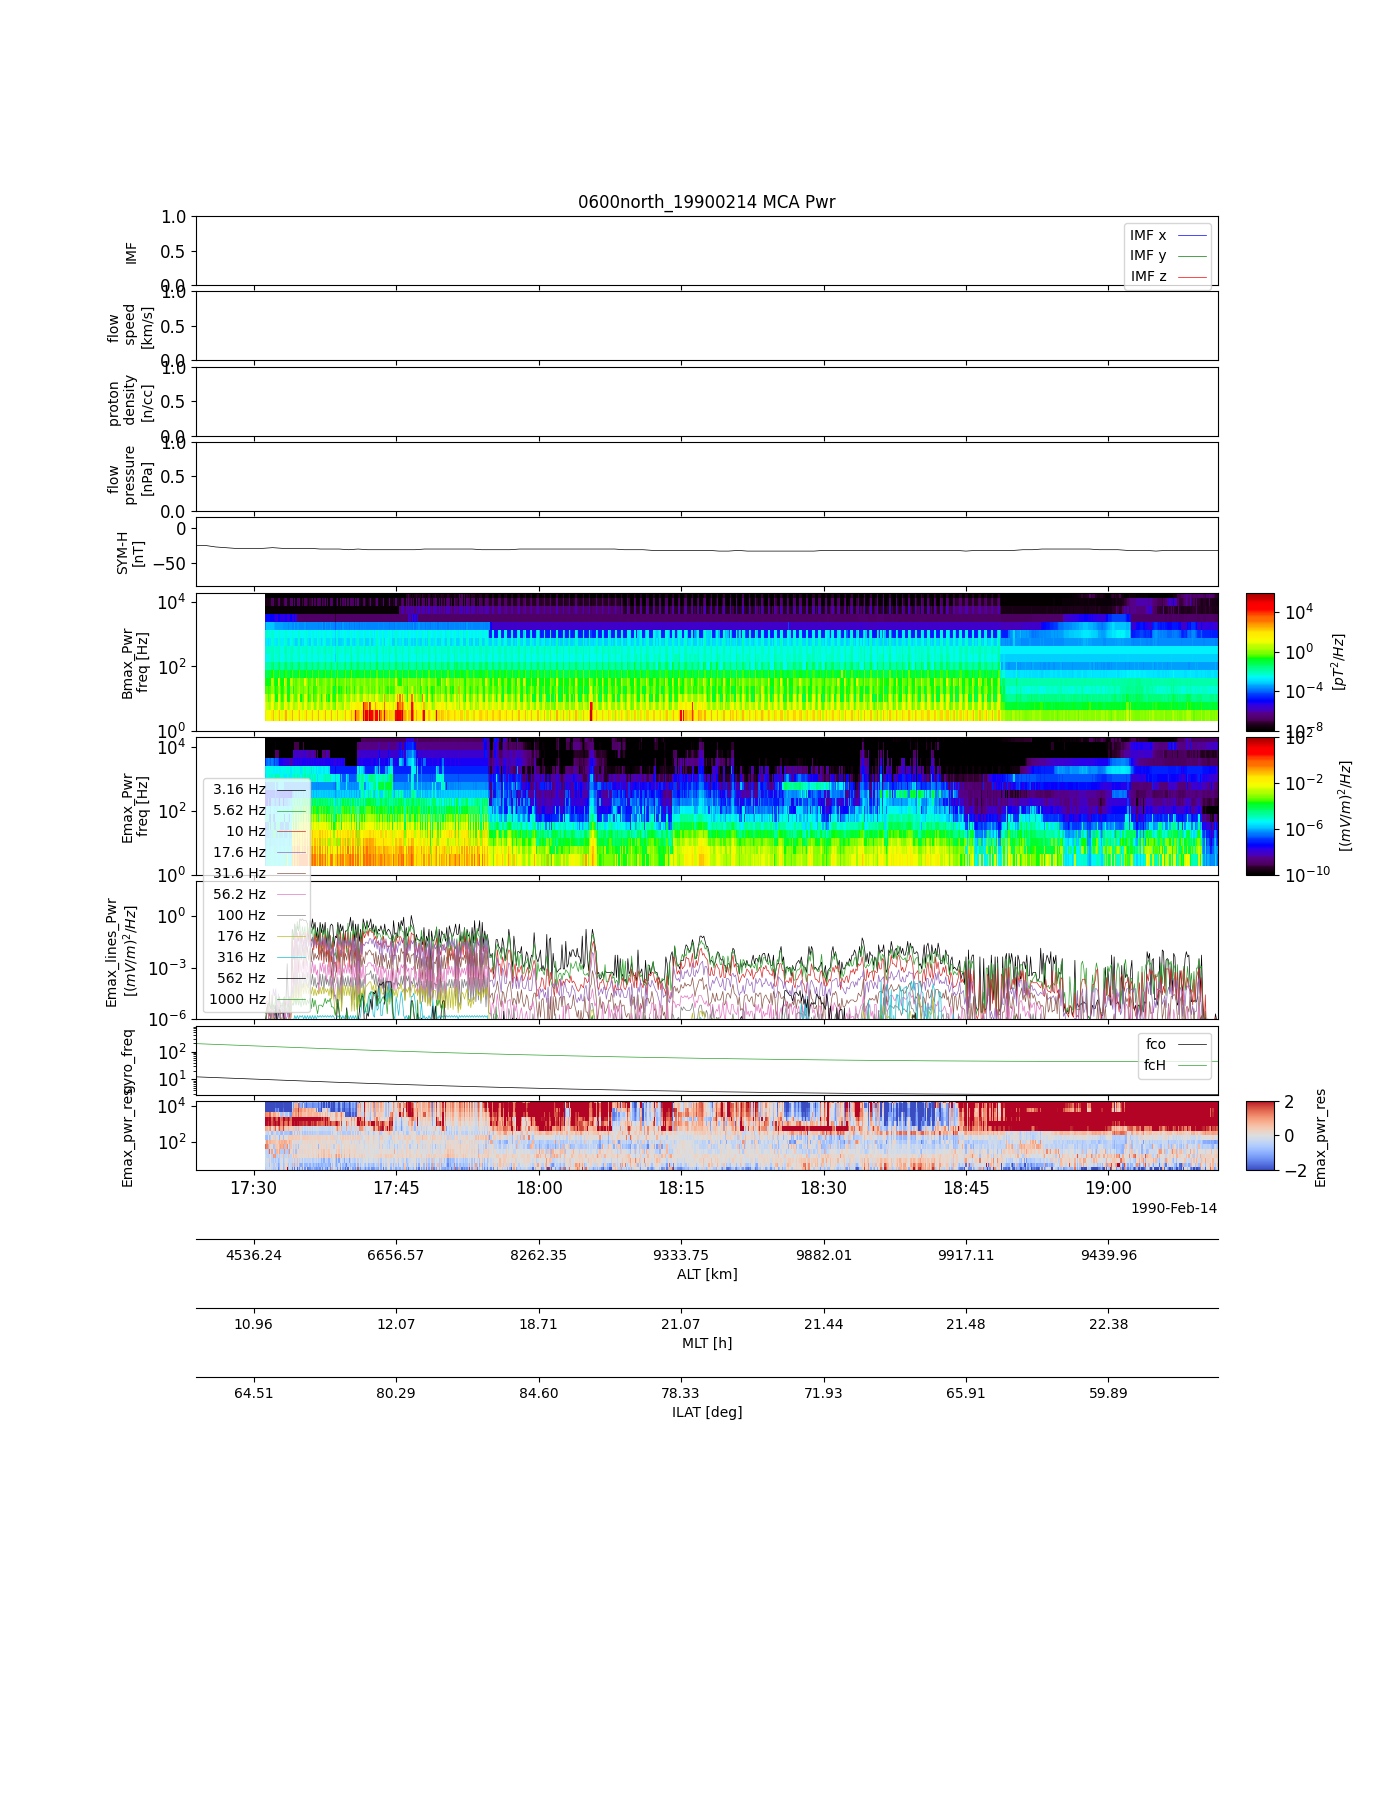 0600north_19900214 MCA Pwr
1.0
0.5
0.0
IMF
IMF x
IMF y
IMF z
1.0
0.5
0.0
flow
speed
[km/s]
1.0
0.5
0.0
proton
density
[n/cc]
1.0
0.5
0.0
flow
pressure
[nPa]
0
−50
SYM-H
[nT]
10^4
10^2
10^0
Bmax_Pwr
freq [Hz]
10^4
10^0
10^−4
10^−8
[pT^2/Hz]
10^4
10^2
10^0
Emax_Pwr
freq [Hz]
10^2
10^−2
10^−6
10^−10
[(mV/m)^2/Hz]
3.16 Hz
5.62 Hz
10 Hz
17.6 Hz
31.6 Hz
56.2 Hz
100 Hz
176 Hz
316 Hz
562 Hz
1000 Hz
10^0
10^−3
10^−6
Emax_lines_Pwr
[(mV/m)^2/Hz]
10^2
10^1
gyro_freq
fco
fcH
10^4
10^2
Emax_pwr_res
2
0
−2
Emax_pwr_res
17:30 17:45 18:00 18:15 18:30 18:45 19:00
1990-Feb-14
4536.24 6656.57 8262.35 9333.75 9882.01 9917.11 9439.96
ALT [km]
10.96 12.07 18.71 21.07 21.44 21.48 22.38
MLT [h]
64.51 80.29 84.60 78.33 71.93 65.91 59.89
ILAT [deg]